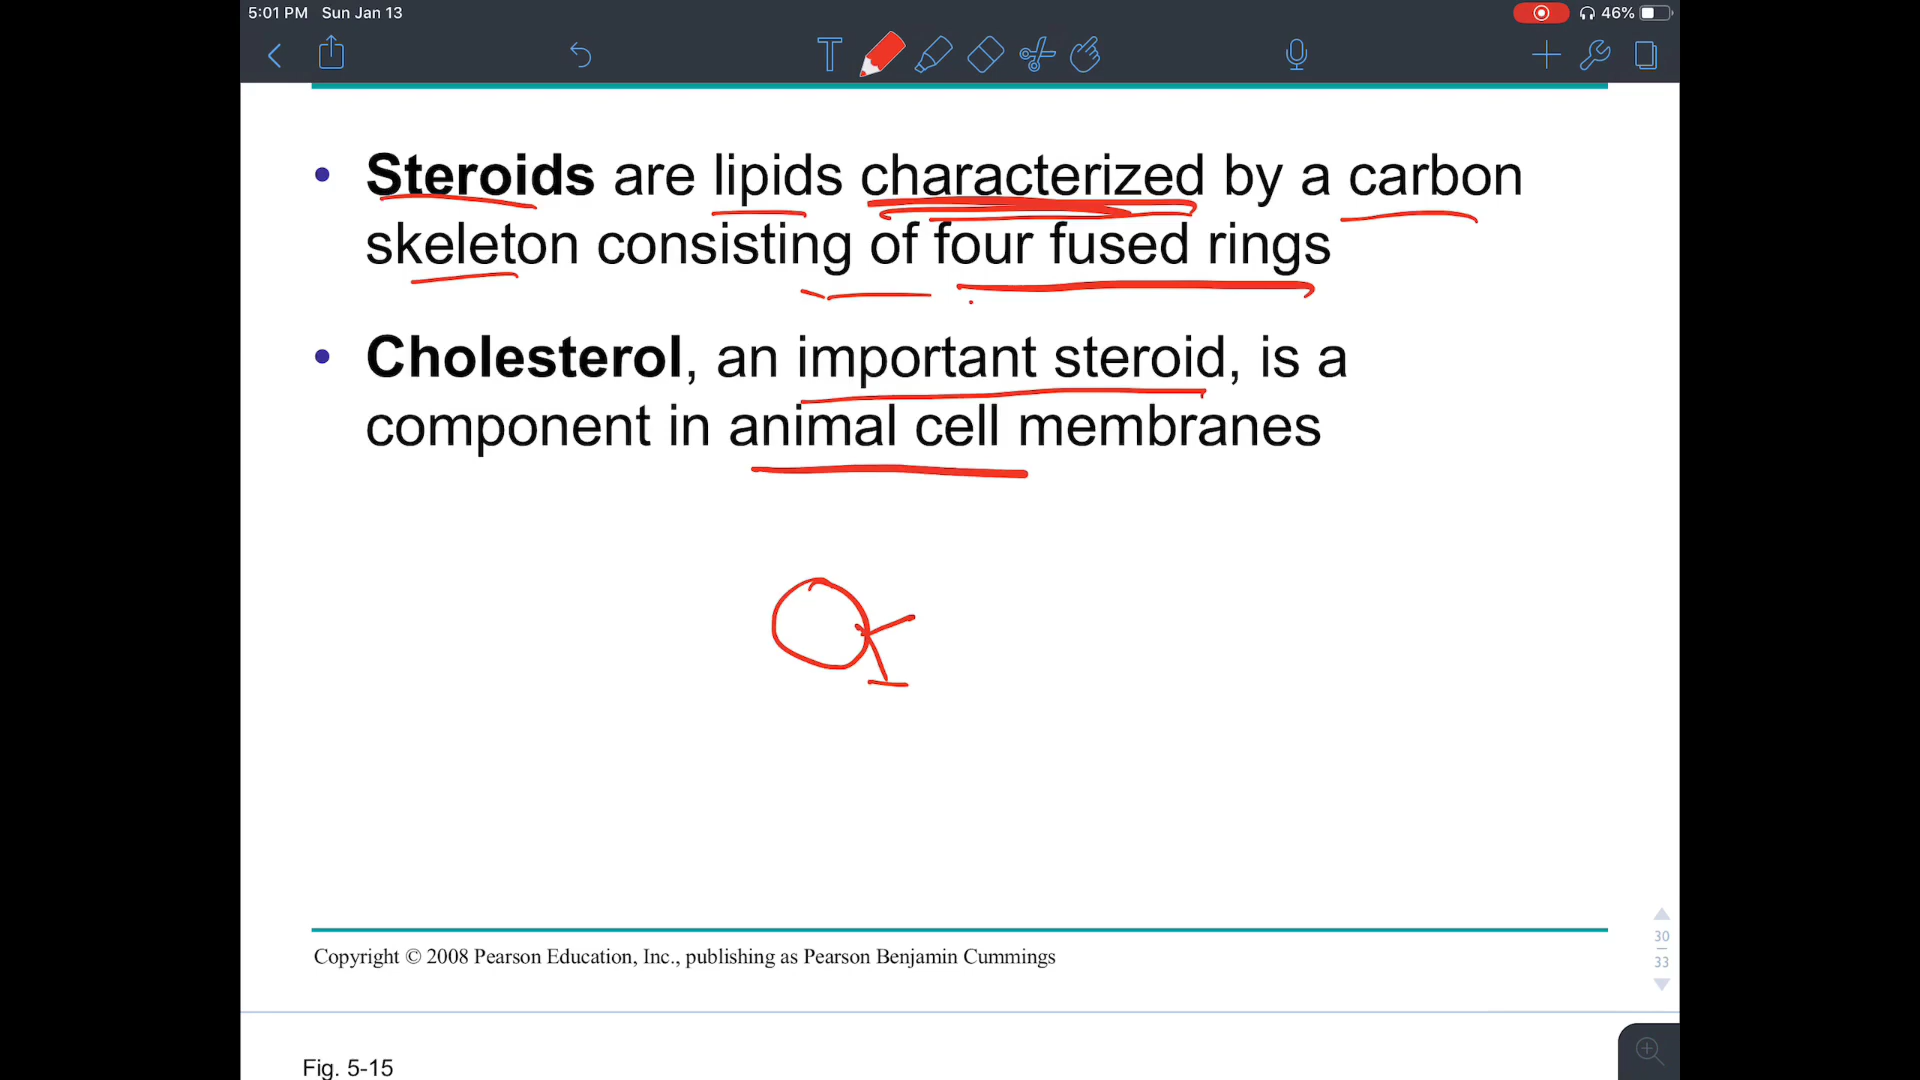 5:01 PM Sun Jan 13 46%
• Steroids are lipids characterized by a carbon
skeleton consisting of four fused rings
• Cholesterol, an important steroid, is a
component in animal cell membranes
30
33
Copyright © 2008 Pearson Education, Inc., publishing as Pearson Benjamin Cummings
Fig. 5-15